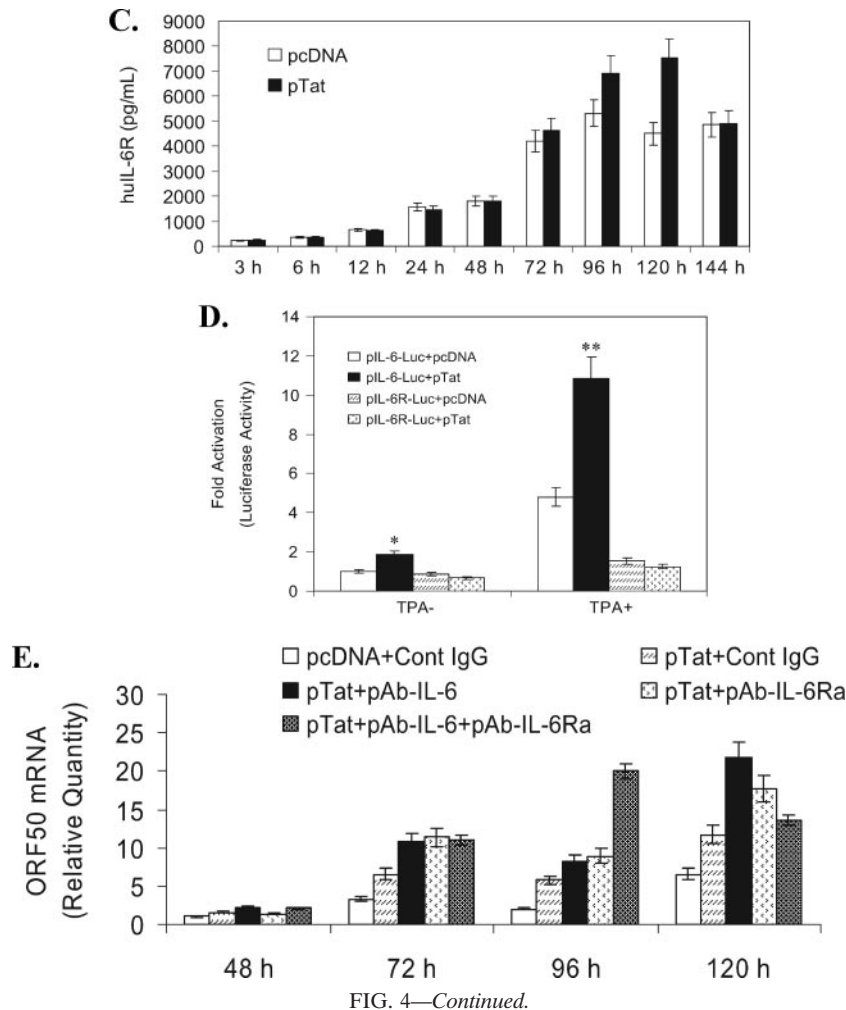 C.
huIL-6R (pg/mL)
9000
8000
7000
6000
5000
4000
3000
2000
1000
0
pcDNA
pTat
3 h 6 h 12 h 24 h 48 h 72 h 96 h 120 h 144 h
D.
Fold Activation
(Luciferase Activity)
14
12
10
8
6
4
2
0
pIL-6-Luc+pcDNA
pIL-6-Luc+pTat
pIL-6R-Luc+pcDNA
pIL-6R-Luc+pTat
*
**
TPA- TPA+
E.
pcDNA+Cont IgG pTat+Cont IgG
pTat+pAb-IL-6 pTat+pAb-IL-6Ra
pTat+pAb-IL-6+pAb-IL-6Ra
ORF50 mRNA
(Relative Quantity)
30
25
20
15
10
5
0
48 h 72 h 96 h 120 h
FIG. 4—Continued.